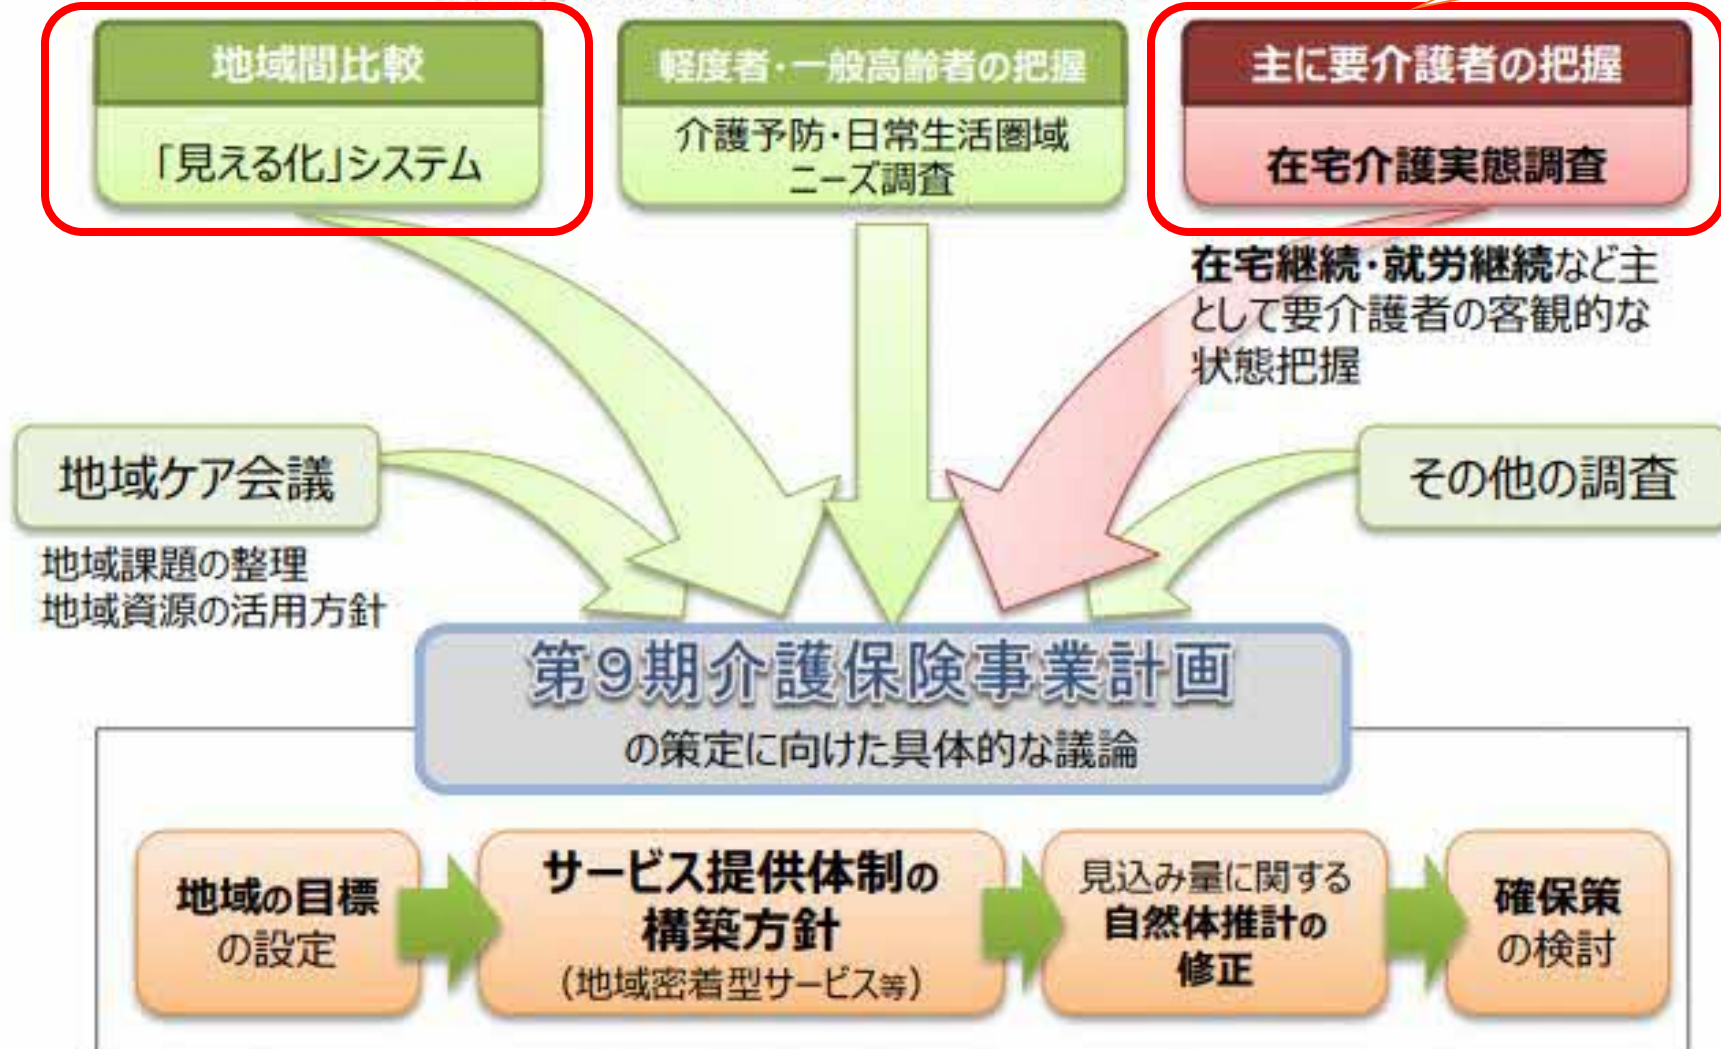 地域間比較
「見える化」システム
軽度者・一般高齢者の把握
介護予防・日常生活圏域
ニーズ調査
主に要介護者の把握
在宅介護実態調査
在宅継続・就労継続など主
として要介護者の客観的な
状態把握
地域ケア会議
地域課題の整理
地域資源の活用方針
その他の調査
第9期介護保険事業計画
の策定に向けた具体的な議論
地域の目標
の設定
サービス提供体制の
構築方針
（地域密着型サービス等）
見込み量に関する
自然体推計の
修正
確保策
の検討